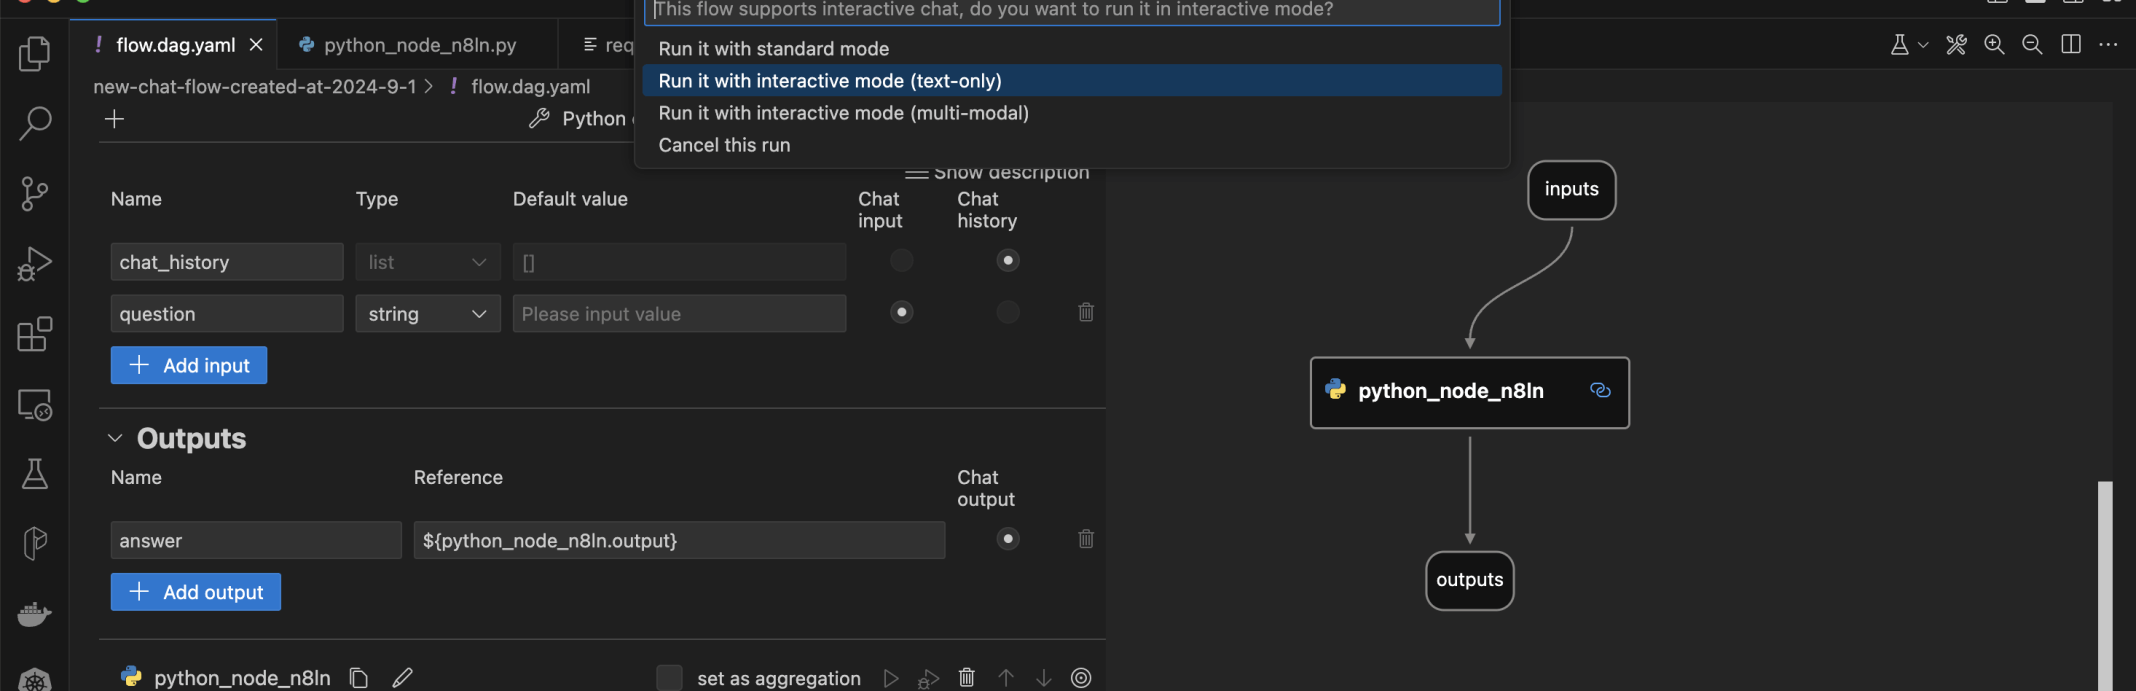 This flow supports interactive chat, do you want to run it in interactive mode?
Run it with standard mode
Run it with interactive mode (text-only)
Run it with interactive mode (multi-modal)
Cancel this run
! flow.dag.yaml
python_node_n8ln.py
req
new-chat-flow-created-at-2024-9-1 > ! flow.dag.yaml
Python
Show description
Name Type Default value Chat input Chat history
chat_history list []
question string Please input value
Add input
Outputs
Name Reference Chat output
answer ${python_node_n8ln.output}
Add output
python_node_n8ln set as aggregation
inputs
python_node_n8ln
outputs